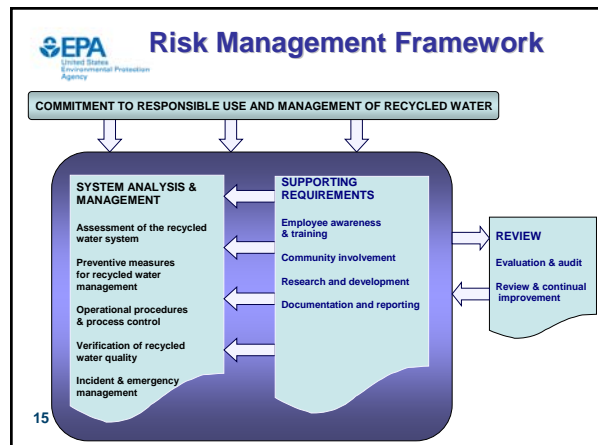 EPA
United States
Environmental Protection
Agency
Risk Management Framework
COMMITMENT TO RESPONSIBLE USE AND MANAGEMENT OF RECYCLED WATER
SYSTEM ANALYSIS &
MANAGEMENT
Assessment of the recycled
water system
Preventive measures
for recycled water
management
Operational procedures
& process control
Verification of recycled
water quality
Incident & emergency
management
SUPPORTING
REQUIREMENTS
Employee awareness
& training
Community involvement
Research and development
Documentation and reporting
REVIEW
Evaluation & audit
Review & continual
improvement
15